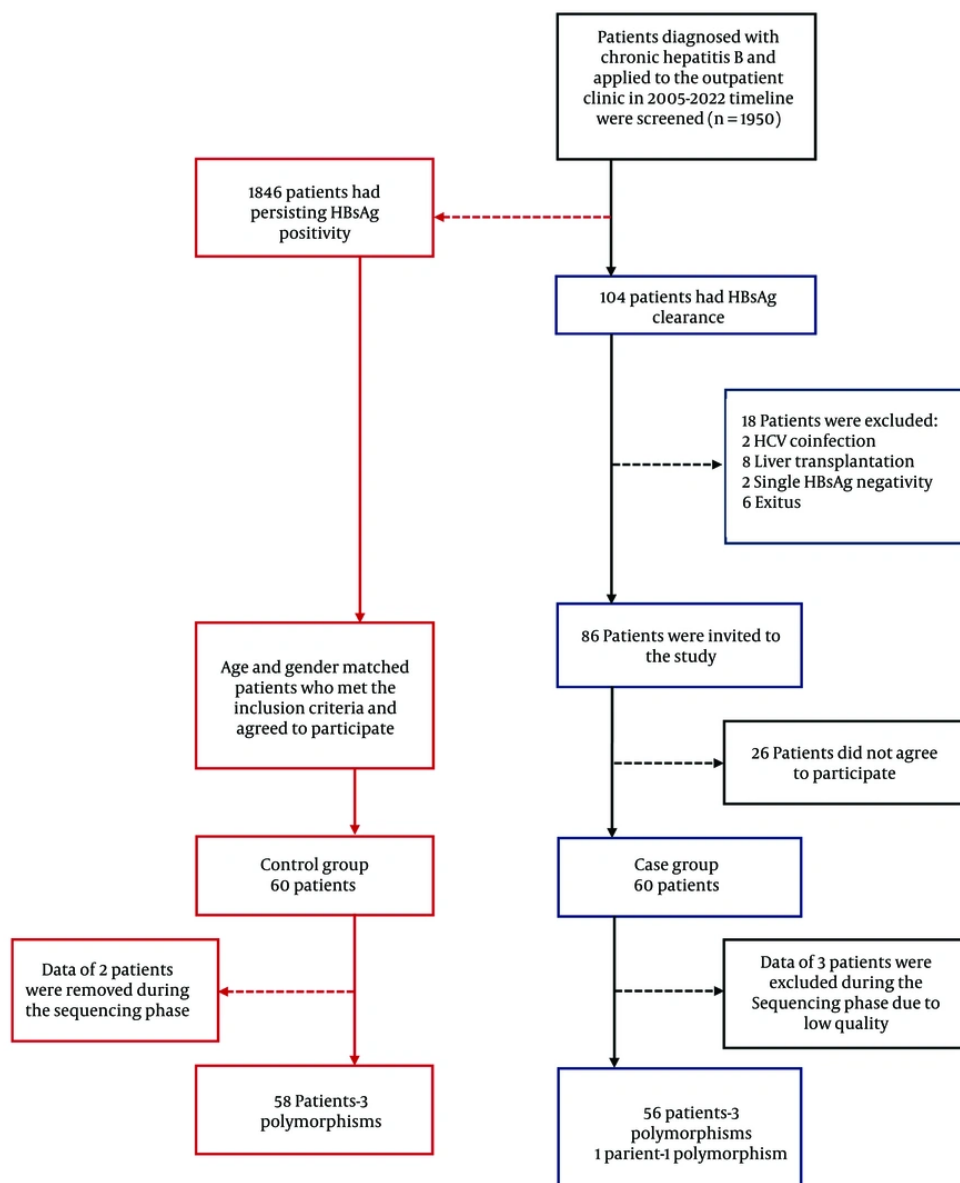 Patients diagnosed with
chronic hepatitis B and
applied to the outpatient
clinic in 2005-2022 timeline
were screened (n = 1950)
1846 patients had
persisting HBsAg
positivity
104 patients had HBsAg
clearance
18 Patients were excluded:
2 HCV coinfection
8 Liver transplantation
2 Single HBsAg negativity
6 Exitus
86 Patients were invited to
the study
Age and gender matched
patients who met the
inclusion criteria and
agreed to participate
26 Patients did not agree
to participate
Control group
60 patients
Case group
60 patients
Data of 2 patients
were removed during
the sequencing phase
Data of 3 patients were
excluded during the
Sequencing phase due to
low quality
58 Patients-3
polymorphisms
56 patients-3
polymorphisms
1 parient-1 polymorphism